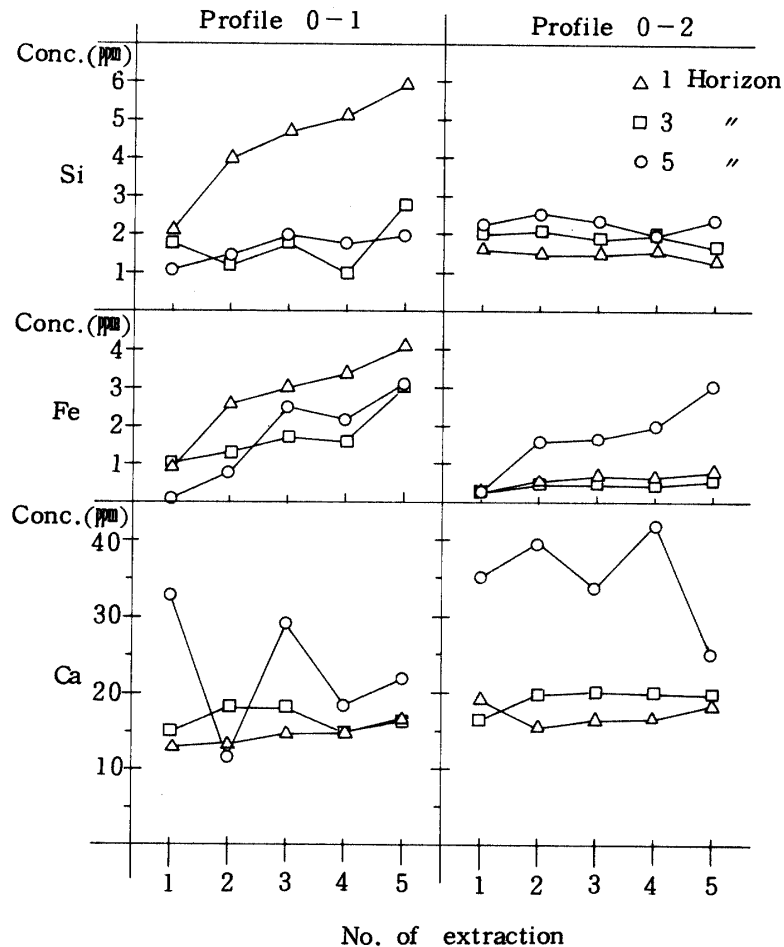 Profile 0-1
Profile 0-2
Conc. (ppm)
6
5
4
3
2
1
Si
△ 1 Horizon
□ 3 〃
○ 5 〃
Conc. (ppm)
4
3
2
1
Fe
Conc. (ppm)
40
30
20
10
Ca
1 2 3 4 5
1 2 3 4 5
No. of extraction